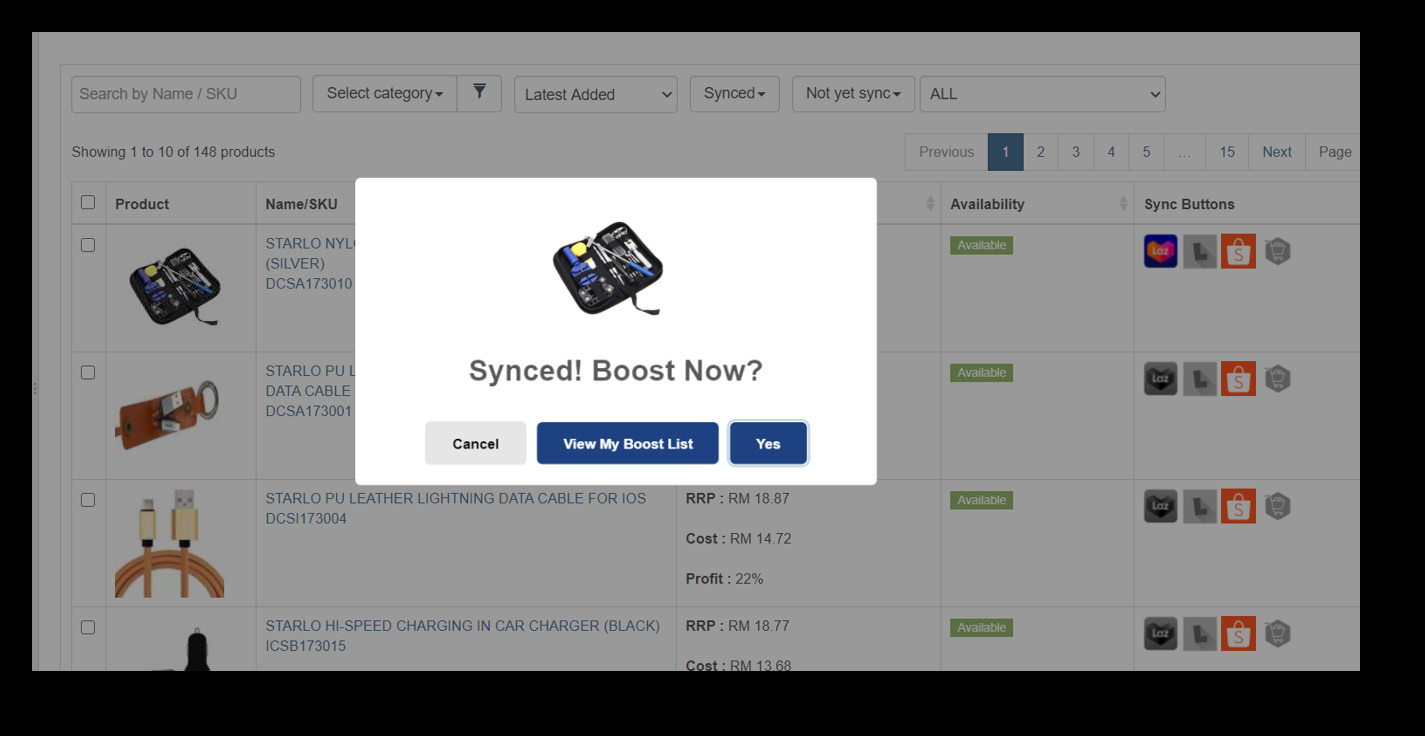 Search by Name / SKU
Select category
Latest Added
Synced
Not yet sync
ALL
Showing 1 to 10 of 148 products
Previous 1 2 3 4 5 ... 15 Next Page
Product
Name/SKU
Availability
Sync Buttons
STARLO NYL
(SILVER)
DCSA173010
Available
Laz
S
Synced! Boost Now?
Cancel
View My Boost List
Yes
STARLO PU L
DATA CABLE
DCSA173001
Available
Laz
S
STARLO PU LEATHER LIGHTNING DATA CABLE FOR IOS
DCSI173004
RRP : RM 18.87
Cost : RM 14.72
Profit : 22%
Available
Laz
S
STARLO HI-SPEED CHARGING IN CAR CHARGER (BLACK)
ICSB173015
RRP : RM 18.77
Cost : RM 13.68
Available
Laz
S